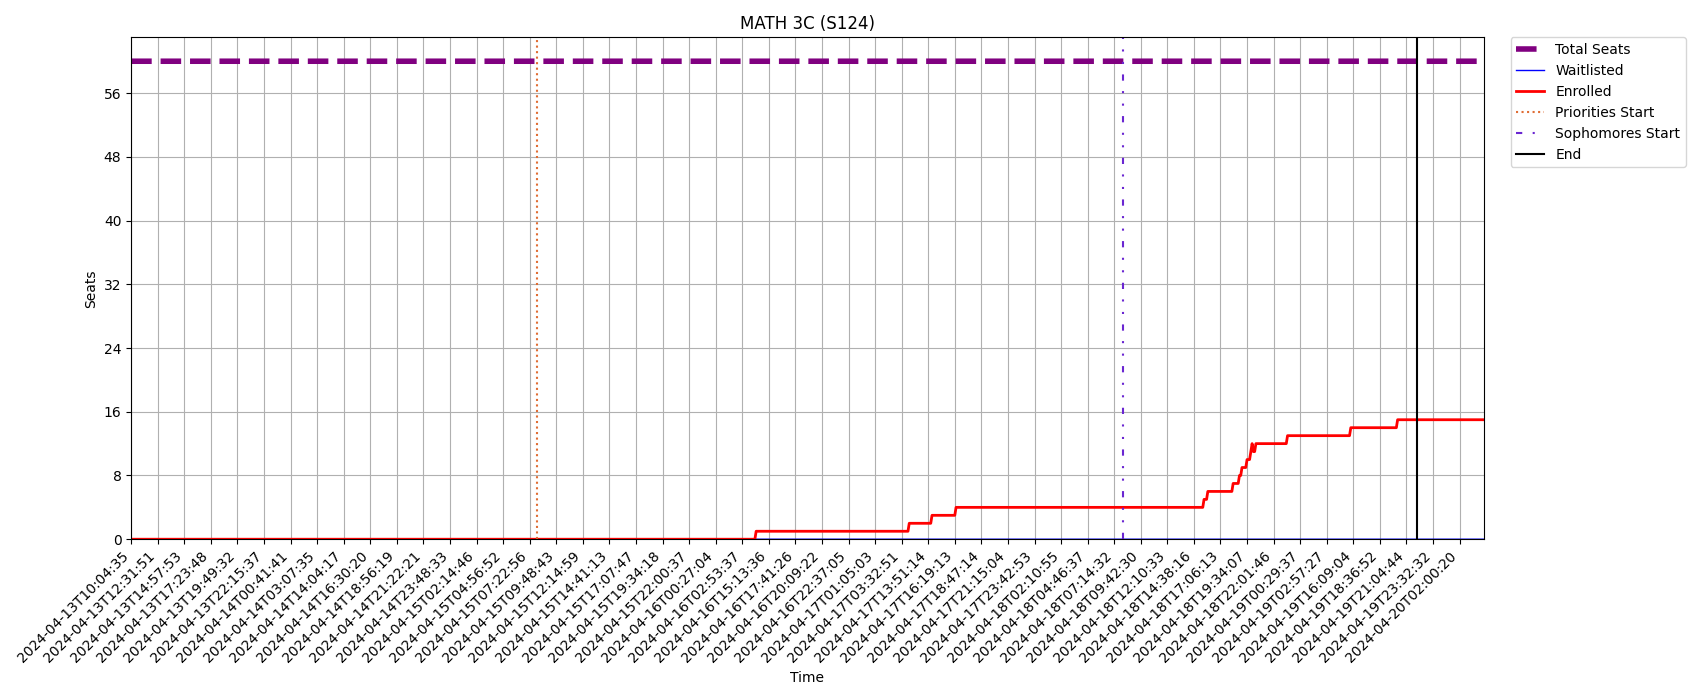 MATH 3C (S124)
Total Seats
Waitlisted
Enrolled
Priorities Start
Sophomores Start
End
Seats
56
48
40
32
24
16
8
0
2024-04-13T10:04:35
2024-04-13T12:31:51
2024-04-13T14:57:53
2024-04-13T17:23:48
2024-04-13T19:49:32
2024-04-13T22:15:37
2024-04-14T00:41:41
2024-04-14T03:07:35
2024-04-14T14:04:17
2024-04-14T16:30:20
2024-04-14T18:56:19
2024-04-14T21:22:21
2024-04-14T23:48:33
2024-04-15T02:14:46
2024-04-15T04:56:52
2024-04-15T07:22:56
2024-04-15T09:48:43
2024-04-15T12:14:59
2024-04-15T14:41:13
2024-04-15T17:07:47
2024-04-15T19:34:18
2024-04-15T22:00:37
2024-04-16T00:27:04
2024-04-16T02:53:37
2024-04-16T15:13:36
2024-04-16T17:41:26
2024-04-16T20:09:22
2024-04-16T22:37:05
2024-04-17T01:05:03
2024-04-17T03:32:51
2024-04-17T13:51:14
2024-04-17T16:19:13
2024-04-17T18:47:14
2024-04-17T21:15:04
2024-04-17T23:42:53
2024-04-18T02:10:55
2024-04-18T04:46:37
2024-04-18T07:14:32
2024-04-18T09:42:30
2024-04-18T12:10:33
2024-04-18T14:38:16
2024-04-18T17:06:13
2024-04-18T19:34:07
2024-04-18T22:01:46
2024-04-19T00:29:37
2024-04-19T02:57:27
2024-04-19T16:09:04
2024-04-19T18:36:52
2024-04-19T21:04:44
2024-04-19T23:32:32
2024-04-20T02:00:20
Time